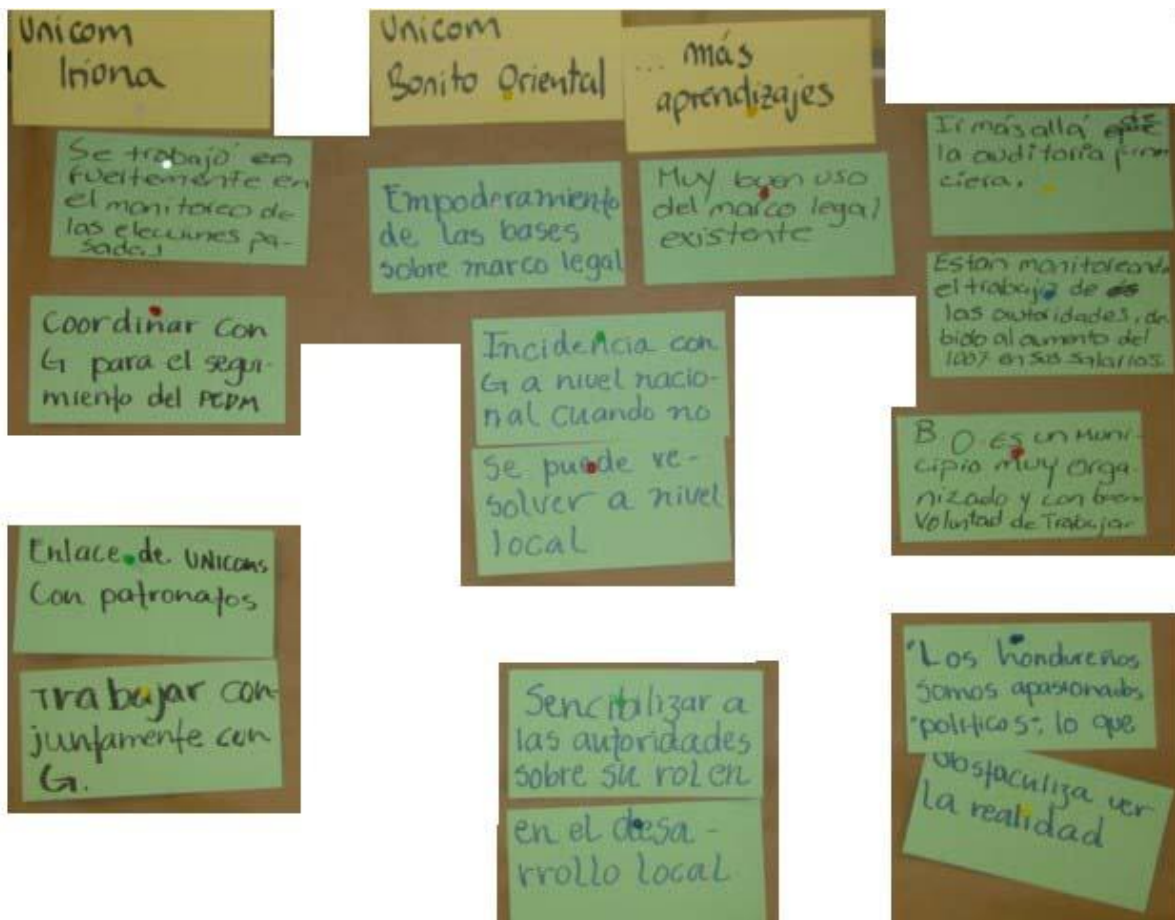 Unicom
Iriona
Se trabajó en
fuertemente en
el monitoreo de
las elecciones pa-
sadas
Coordinar con
G para el segui-
miento del PEDM
Enlace de UNICOMs
Con patronatos
Trabajar con-
juntamente con
G.
Unicom
Bonito Oriental
Empoderamiento
de las bases
sobre marco legal
Incidencia con
G a nivel nacio-
nal cuando no
se puede re-
solver a nivel
local
Sencibilizar a
las autoridades
sobre su rol en
en el desa-
rrollo local
... más
aprendizajes
Muy buen uso
del marco legal
existente
Ir más allá de
la auditoria finan
ciera.
Estan monitoreando
el trabajo de
las autoridades, de
bido al aumento del
100% en sus salarios
B O ES un Muni-
cipio muy orga-
nizado y con buen
Voluntad de Trabajar
"Los hondureños
somos apasionados
"politicos", lo que
obstaculiza ver
la realidad